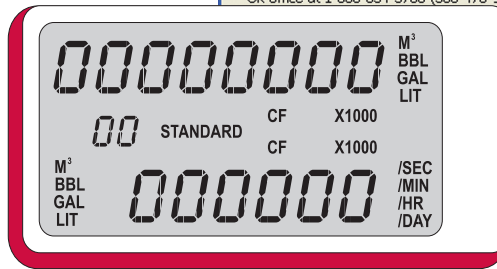 00000000 M³
BBL
GAL
LIT
00 STANDARD CF X1000
CF X1000
M³
BBL
GAL
LIT
000000 /SEC
/MIN
/HR
/DAY